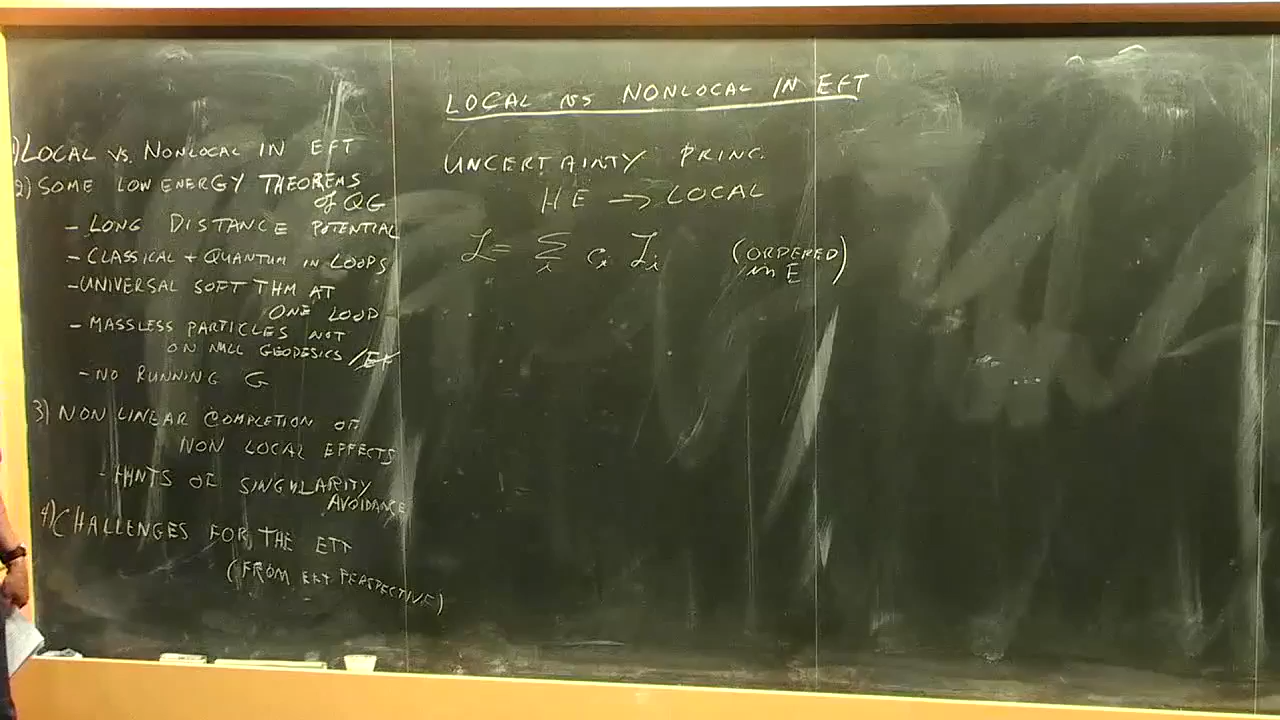 1) LOCAL VS. NONLOCAL IN EFT
2) SOME LOW ENERGY THEOREMS
of QG
- LONG DISTANCE POTENTIAL
- CLASSICAL + QUANTUM IN LOOPS
- UNIVERSAL SOFT THM AT
ONE LOOP
- MASSLESS PARTICLES NOT
ON NULL GEODESICS
- NO RUNNING G
3) NON LINEAR COMPLETION OF
NON LOCAL EFFECTS
- HINTS OF SINGULARITY
AVOIDANCE
4) CHALLENGES FOR THE EFT
(FROM EFT PERSPECTIVE)
LOCAL vs NONLOCAL IN EFT
UNCERTAINTY PRINC.
HE → LOCAL
ℒ = Σ_i c_i ℒ_i (ORDERED
IN E)